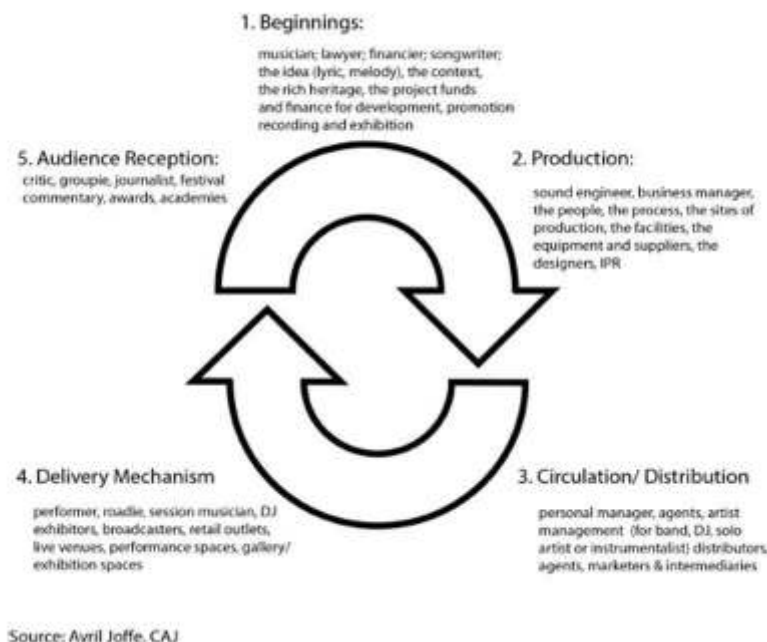 1. Beginnings:
musician; lawyer; financier; songwriter;
the idea (lyric, melody), the context,
the rich heritage, the project funds
and finance for development, promotion
recording and exhibition
2. Production:
sound engineer, business manager,
the people, the process, the sites of
production, the facilities, the
equipment and suppliers, the
designers, IPR
3. Circulation/ Distribution
personal manager, agents, artist
management (for band, DJ, solo
artist or instrumentalist) distributors,
agents, marketers & intermediaries
4. Delivery Mechanism
performer, roadie, session musician, DJ
exhibitors, broadcasters, retail outlets,
live venues, performance spaces, gallery/
exhibition spaces
5. Audience Reception:
critic, groupie, journalist, festival
commentary, awards, academies
Source: Avril Joffe, CAJ